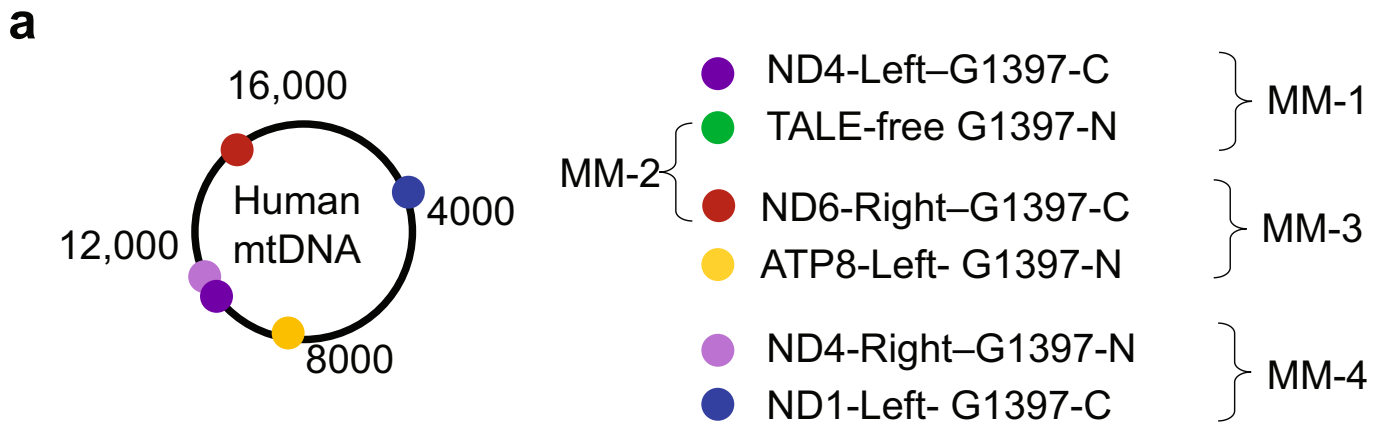 a
16,000
Human
mtDNA
4000
12,000
8000
ND4-Left–G1397-C
TALE-free G1397-N
MM-1
MM-2
ND6-Right–G1397-C
ATP8-Left- G1397-N
MM-3
ND4-Right–G1397-N
ND1-Left- G1397-C
MM-4